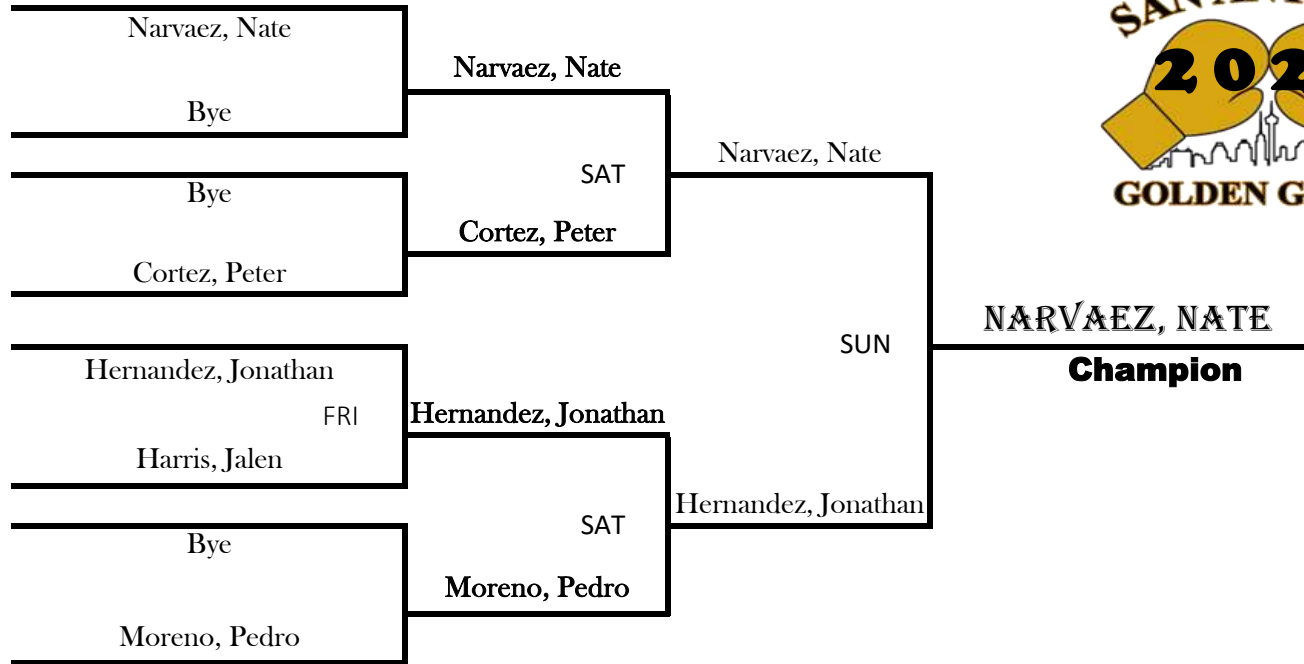 Narvaez, Nate
Bye
Bye
Cortez, Peter
Hernandez, Jonathan
FRI
Harris, Jalen
Bye
Moreno, Pedro
Narvaez, Nate
SAT
Cortez, Peter
Hernandez, Jonathan
SAT
Moreno, Pedro
Narvaez, Nate
SUN
Hernandez, Jonathan
NARVAEZ, NATE
Champion
GOLDEN G